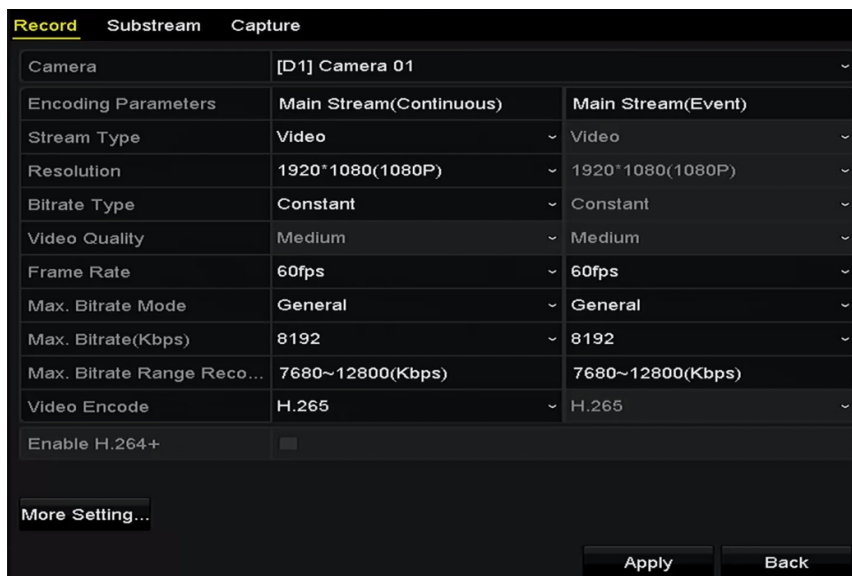 Record Substream Capture
Camera [D1] Camera 01
Encoding Parameters Main Stream(Continuous) Main Stream(Event)
Stream Type Video Video
Resolution 1920*1080(1080P) 1920*1080(1080P)
Bitrate Type Constant Constant
Video Quality Medium Medium
Frame Rate 60fps 60fps
Max. Bitrate Mode General General
Max. Bitrate(Kbps) 8192 8192
Max. Bitrate Range Reco... 7680~12800(Kbps) 7680~12800(Kbps)
Video Encode H.265 H.265
Enable H.264+
More Setting...
Apply Back